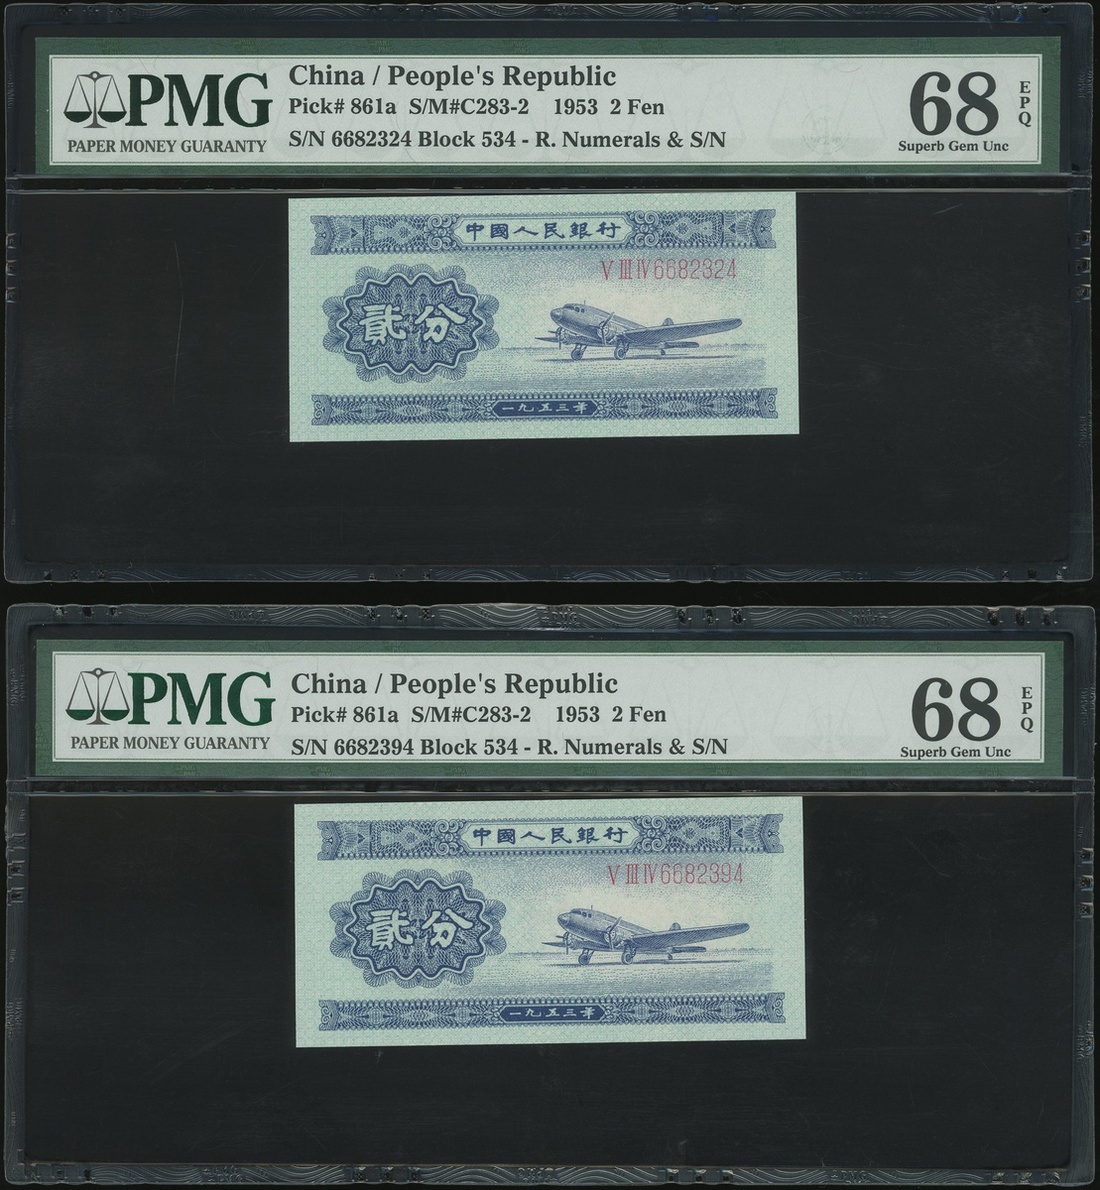 PMG
PAPER MONEY GUARANTY
China / People's Republic
Pick# 861a S/M#C283-2 1953 2 Fen
S/N 6682324 Block 534 - R. Numerals & S/N
68
EPQ
Superb Gem Unc
中國人民銀行
V III IV 6682324
貳分
一九五三年
PMG
PAPER MONEY GUARANTY
China / People's Republic
Pick# 861a S/M#C283-2 1953 2 Fen
S/N 6682394 Block 534 - R. Numerals & S/N
68
EPQ
Superb Gem Unc
中國人民銀行
V III IV 6682394
貳分
一九五三年